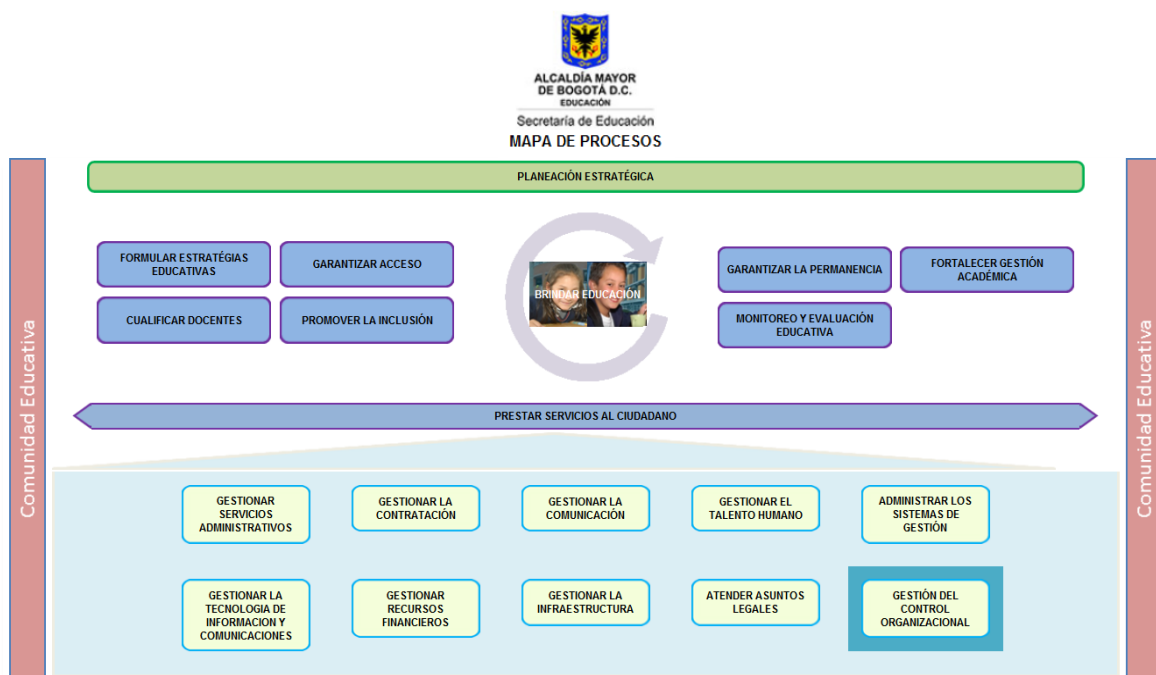 ALCALDÍA MAYOR
DE BOGOTÁ D.C.
EDUCACIÓN
Secretaría de Educación
MAPA DE PROCESOS
Comunidad Educativa
PLANEACIÓN ESTRATÉGICA
FORMULAR ESTRATÉGIAS
EDUCATIVAS
GARANTIZAR ACCESO
CUALIFICAR DOCENTES
PROMOVER LA INCLUSIÓN
BRINDAR EDUCACIÓN
GARANTIZAR LA PERMANENCIA
FORTALECER GESTIÓN
ACADÉMICA
MONITOREO Y EVALUACIÓN
EDUCATIVA
PRESTAR SERVICIOS AL CIUDADANO
GESTIONAR
SERVICIOS
ADMINISTRATIVOS
GESTIONAR LA
CONTRATACIÓN
GESTIONAR LA
COMUNICACIÓN
GESTIONAR EL
TALENTO HUMANO
ADMINISTRAR LOS
SISTEMAS DE
GESTIÓN
GESTIONAR LA
TECNOLOGIA DE
INFORMACION Y
COMUNICACIONES
GESTIONAR
RECURSOS
FINANCIEROS
GESTIONAR LA
INFRAESTRUCTURA
ATENDER ASUNTOS
LEGALES
GESTIÓN DEL
CONTROL
ORGANIZACIONAL
Comunidad Educativa